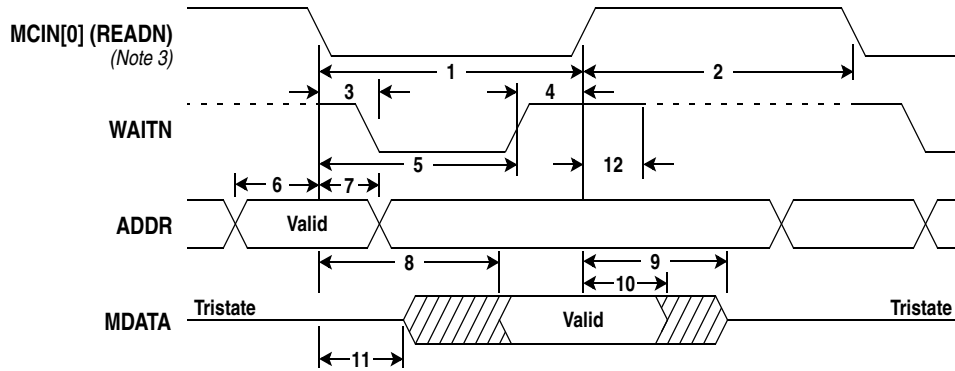 MCIN[0] (READN)
(Note 3)
1
2
3
4
WAITN
5
12
6
7
ADDR
Valid
8
9
10
Tristate
Valid
Tristate
MDATA
11